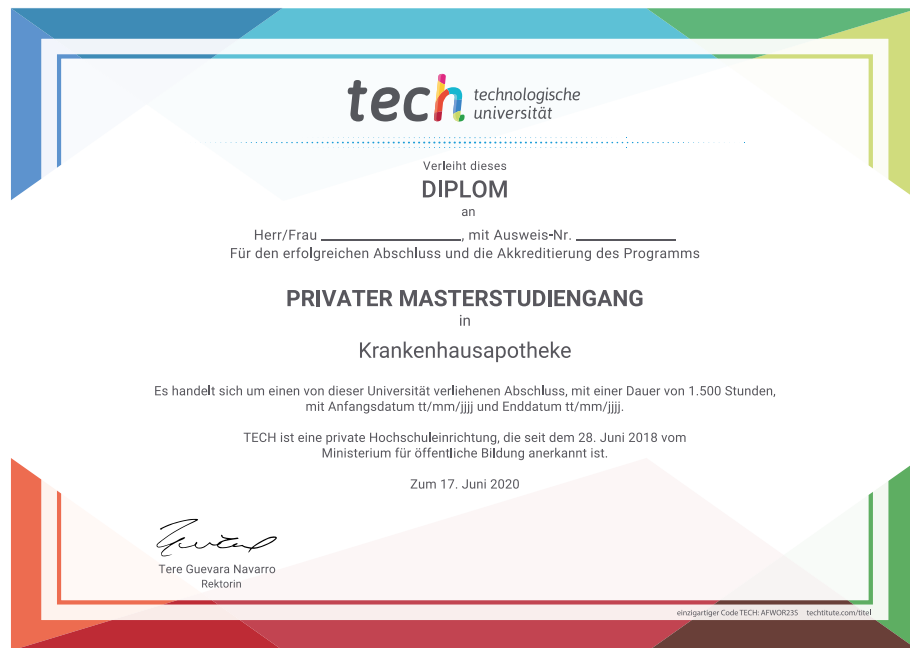 tech technologische
universität
Verleiht dieses
DIPLOM
an
Herr/Frau ____________, mit Ausweis-Nr. ____________
Für den erfolgreichen Abschluss und die Akkreditierung des Programms
PRIVATER MASTERSTUDIENGANG
in
Krankenhausapotheke
Es handelt sich um einen von dieser Universität verliehenen Abschluss, mit einer Dauer von 1.500 Stunden,
mit Anfangsdatum tt/mm/jjjj und Enddatum tt/mm/jjjj.
TECH ist eine private Hochschuleinrichtung, die seit dem 28. Juni 2018 vom
Ministerium für öffentliche Bildung anerkannt ist.
Zum 17. Juni 2020
Tere Guevara Navarro
Rektorin
einzigartiger Code TECH: AFWOR23S techtitute.com/titel